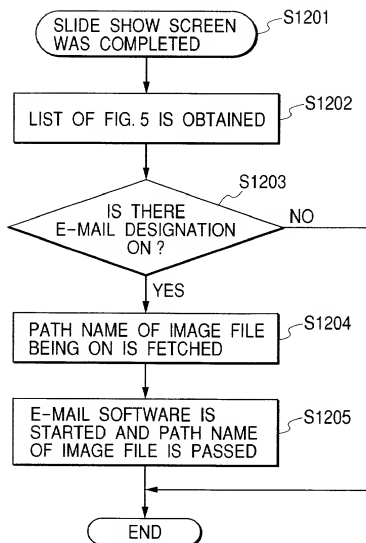 SLIDE SHOW SCREEN
WAS COMPLETED
S1201
LIST OF FIG. 5 IS OBTAINED
S1202
IS THERE
E-MAIL DESIGNATION
ON ?
S1203
NO
YES
PATH NAME OF IMAGE FILE
BEING ON IS FETCHED
S1204
E-MAIL SOFTWARE IS
STARTED AND PATH NAME
OF IMAGE FILE IS PASSED
S1205
END